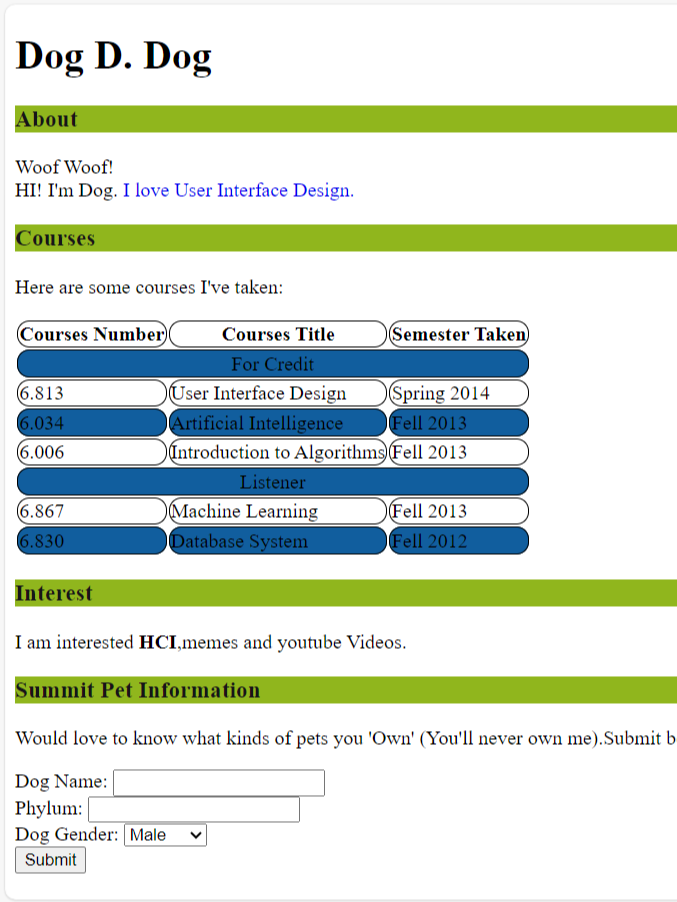 Dog D. Dog
About
Woof Woof!
HI! I'm Dog. I love User Interface Design.
Courses
Here are some courses I've taken:
Courses Number Courses Title Semester Taken
For Credit
6.813 User Interface Design Spring 2014
6.034 Artificial Intelligence Fell 2013
6.006 Introduction to Algorithms Fell 2013
Listener
6.867 Machine Learning Fell 2013
6.830 Database System Fell 2012
Interest
I am interested HCI,memes and youtube Videos.
Summit Pet Information
Would love to know what kinds of pets you 'Own' (You'll never own me).Submit b
Dog Name:
Phylum:
Dog Gender: Male
Submit